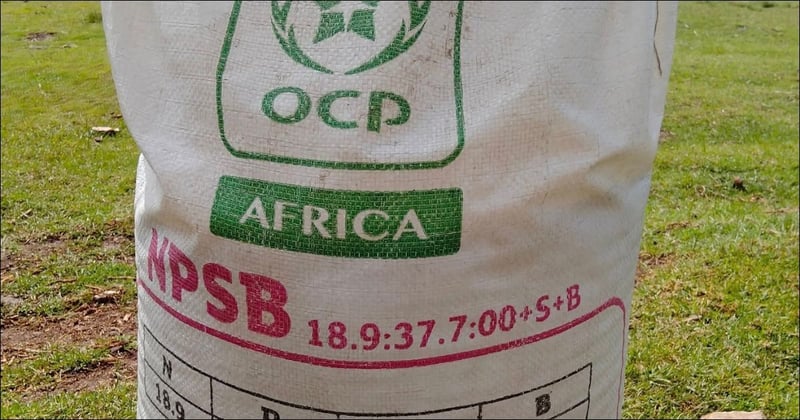 OCP
AFRICA
NPSB 18.9:37.7:00+S+B
N B
18.9